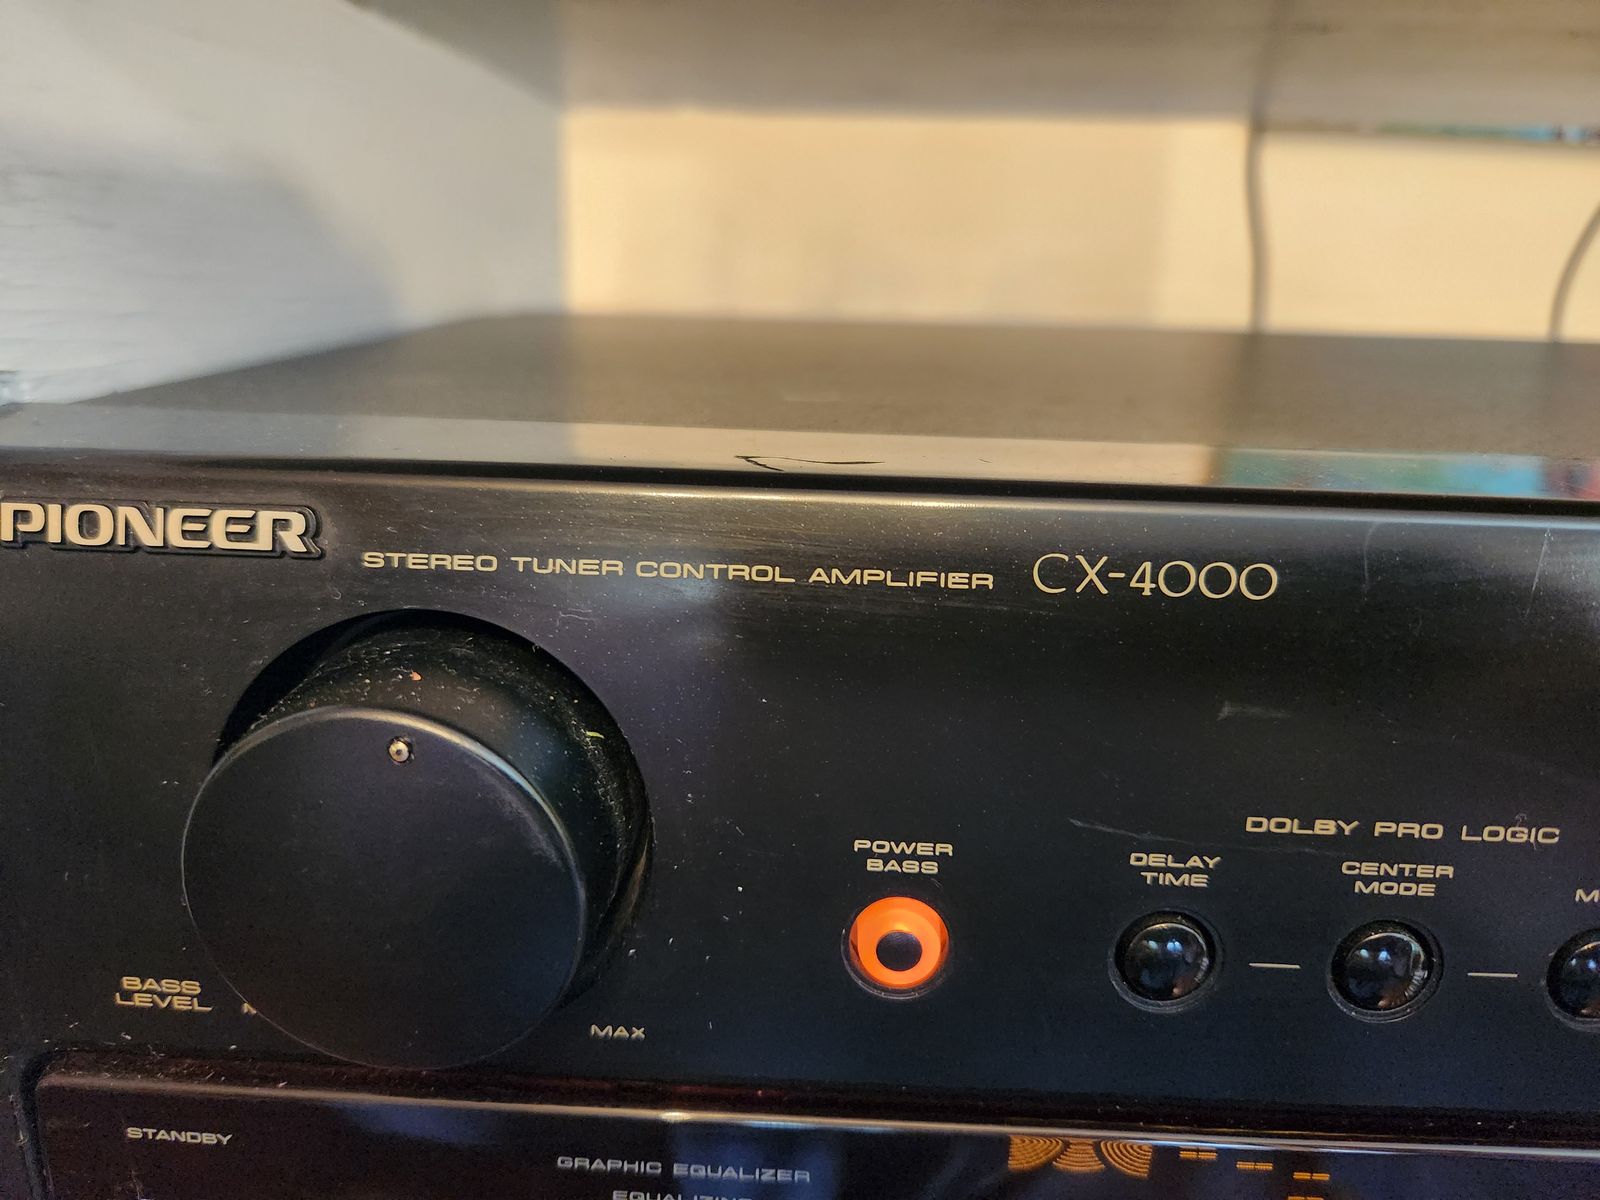 PIONEER
STEREO TUNER CONTROL AMPLIFIER CX-4000
DOLBY PRO LOGIC
POWER
BASS
DELAY
TIME
CENTER
MODE
BASS
LEVEL
MAX
STANDBY
GRAPHIC EQUALIZER